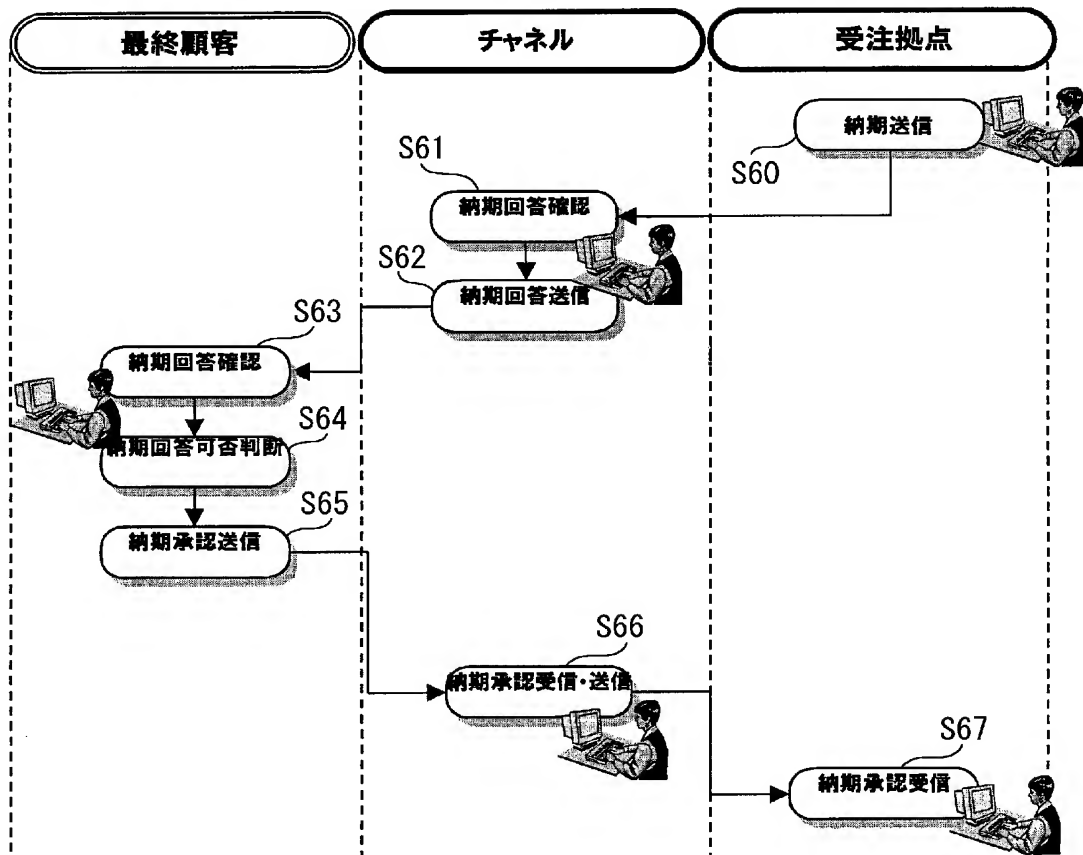 最終顧客
チャネル
受注拠点
納期送信
S60
S61
納期回答確認
S62
納期回答送信
S63
納期回答確認
S64
納期回答可否判断
S65
納期承認送信
S66
納期承認受信・送信
S67
納期承認受信